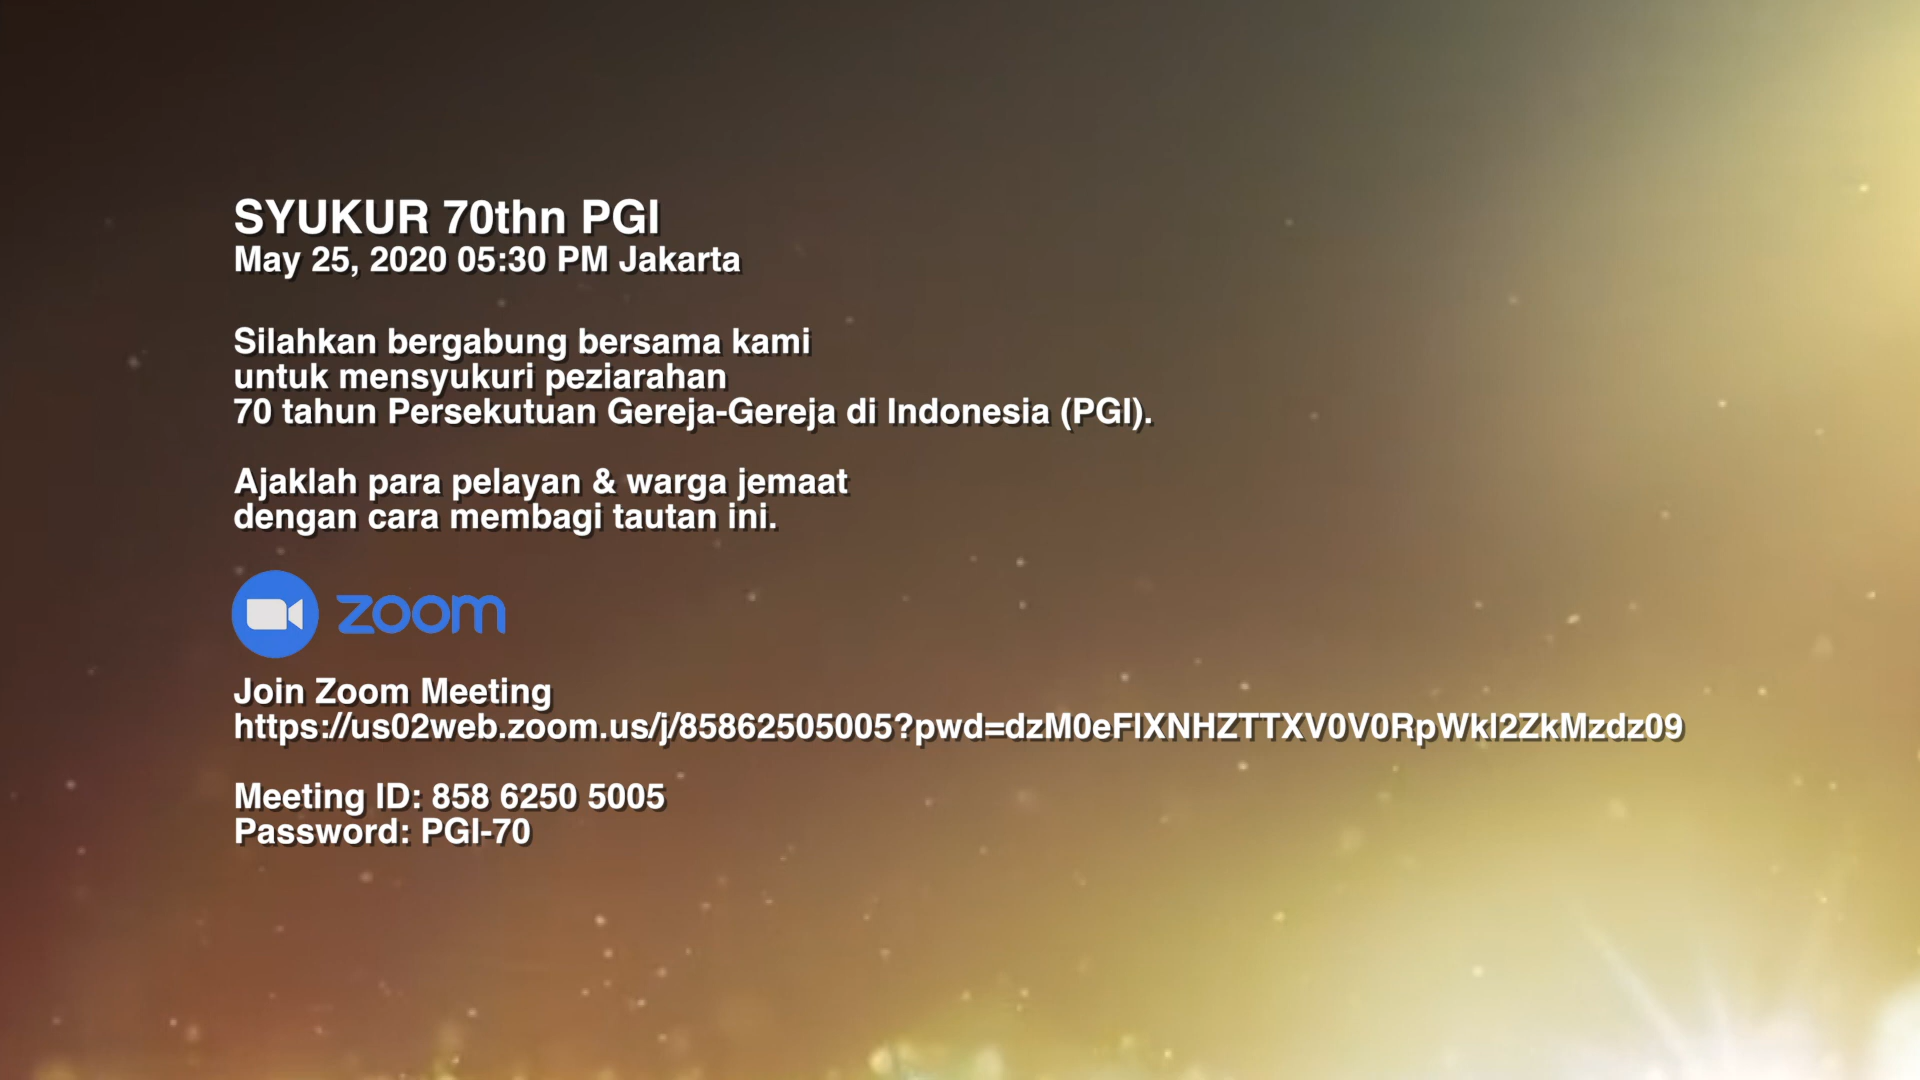 SYUKUR 70thn PGI
May 25, 2020 05:30 PM Jakarta
Silahkan bergabung bersama kami
untuk mensyukuri peziarahan
70 tahun Persekutuan Gereja-Gereja di Indonesia (PGI).
Ajaklah para pelayan & warga jemaat
dengan cara membagi tautan ini.
zoom
Join Zoom Meeting
https://us02web.zoom.us/j/85862505005?pwd=dzM0eFlXNHZTTXV0V0RpWkl2ZkMzdz09
Meeting ID: 858 6250 5005
Password: PGI-70